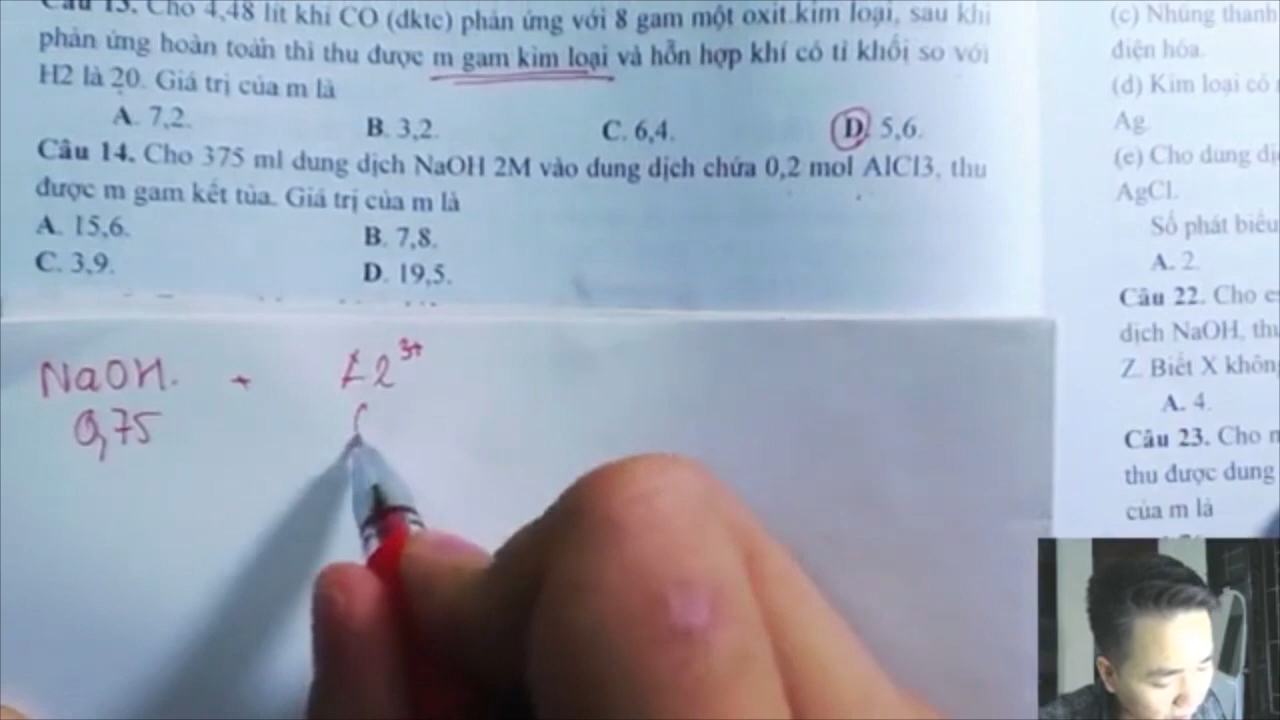 Câu 13. Cho 4,48 lít khí CO (dktc) phản ứng với 8 gam một oxit kim loại, sau khi
phản ứng hoàn toàn thì thu được m gam kim loại và hỗn hợp khí có tỉ khối so với
H2 là 20. Giá trị của m là
A. 7,2. B. 3,2. C. 6,4. D. 5,6.
Câu 14. Cho 375 ml dung dịch NaOH 2M vào dung dịch chứa 0,2 mol AlCl3, thu
được m gam kết tủa. Giá trị của m là
A. 15,6. B. 7,8.
C. 3,9. D. 19,5.
NaOH. + Al3+
0,75
(c) Nhúng thanh
điện hóa.
(d) Kim loại có
Ag.
(e) Cho dung
AgCl.
Số phát biểu
A. 2.
Câu 22. Cho
dịch NaOH, thu
Z. Biết X không
A. 4.
Câu 23. Cho
thu được dung
của m là